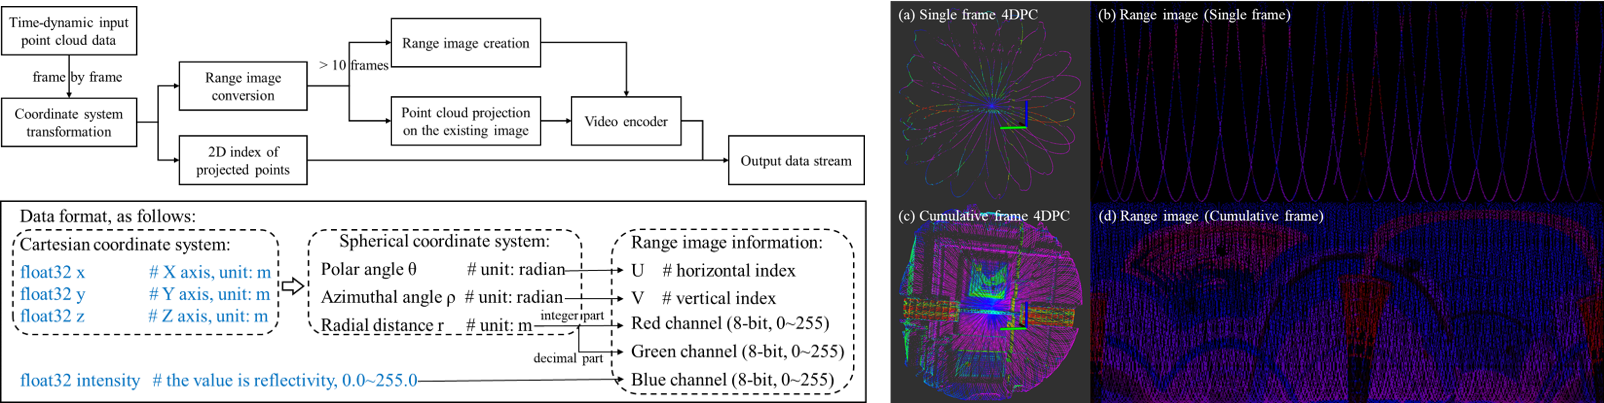 Time-dynamic input
point cloud data
frame by frame
Coordinate system
transformation
Range image
conversion
2D index of
projected points
> 10 frames
Range image creation
Point cloud projection
on the existing image
Video encoder
Output data stream
Data format, as follows:
Cartesian coordinate system:
float32 x # X axis, unit: m
float32 y # Y axis, unit: m
float32 z # Z axis, unit: m
float32 intensity # the value is reflectivity, 0.0~255.0
Spherical coordinate system:
Polar angle θ # unit: radian
Azimuthal angle ρ # unit: radian
Radial distance r # unit: m
integer part
decimal part
Range image information:
U # horizontal index
V # vertical index
Red channel (8-bit, 0~255)
Green channel (8-bit, 0~255)
Blue channel (8-bit, 0~255)
(a) Single frame 4DPC
(b) Range image (Single frame)
(c) Cumulative frame 4DPC
(d) Range image (Cumulative frame)